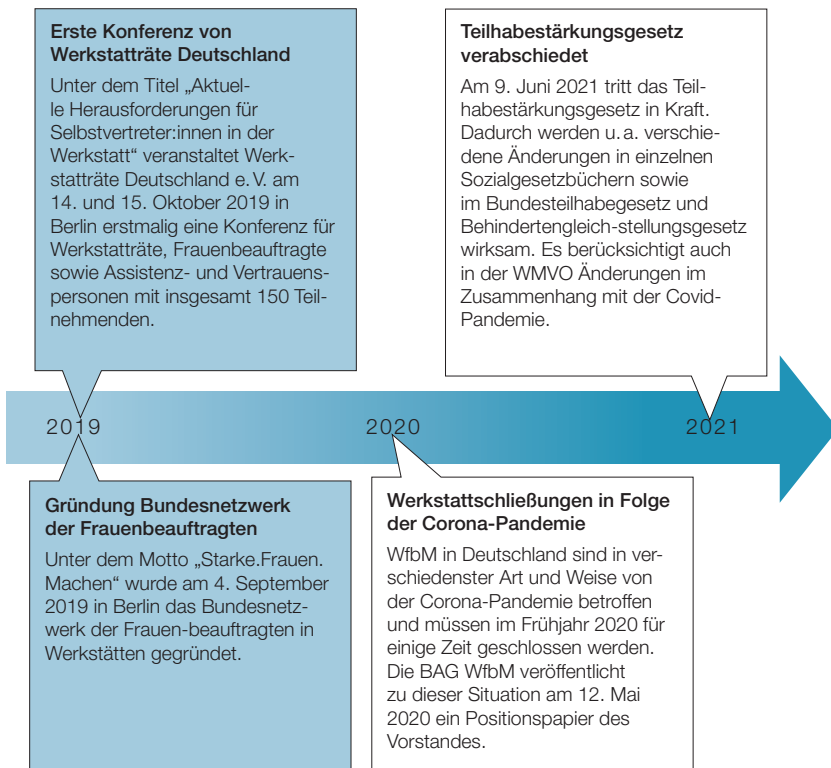 Erste Konferenz von
Werkstatträte Deutschland
Unter dem Titel „Aktuel-
le Herausforderungen für
Selbstvertreter:innen in der
Werkstatt“ veranstaltet Werk-
statträte Deutschland e. V. am
14. und 15. Oktober 2019 in
Berlin erstmalig eine Konferenz für
Werkstatträte, Frauenbeauftragte
sowie Assistenz- und Vertrauens-
personen mit insgesamt 150 Teil-
nehmenden.
Teilhabestärkungsgesetz
verabschiedet
Am 9. Juni 2021 tritt das Teil-
habestärkungsgesetz in Kraft.
Dadurch werden u. a. verschie-
dene Änderungen in einzelnen
Sozialgesetzbüchern sowie
im Bundesteilhabegesetz und
Behindertengleich-stellungsgesetz
wirksam. Es berücksichtigt auch
in der WMVO Änderungen im
Zusammenhang mit der Covid-
Pandemie.
2019 2020 2021
Gründung Bundesnetzwerk
der Frauenbeauftragten
Unter dem Motto „Starke.Frauen.
Machen“ wurde am 4. September
2019 in Berlin das Bundesnetz-
werk der Frauen-beauftragten in
Werkstätten gegründet.
Werkstattschließungen in Folge
der Corona-Pandemie
WfbM in Deutschland sind in ver-
schiedenster Art und Weise von
der Corona-Pandemie betroffen
und müssen im Frühjahr 2020 für
einige Zeit geschlossen werden.
Die BAG WfbM veröffentlicht
zu dieser Situation am 12. Mai
2020 ein Positionspapier des
Vorstandes.